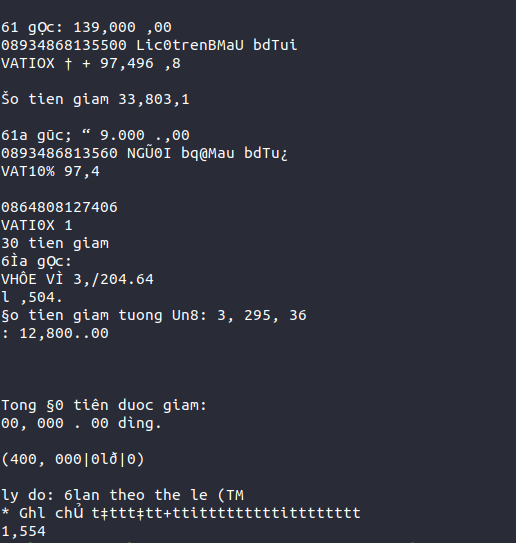 61 gọc: 139,000 ,00
08934868135500 Lic0trenBMaU bdTui
VATIOX † + 97,496 ,8
Šo tien giam 33,803,1
61a gūc; “ 9.000 .,00
0893486813560 NGŨ0I bq@Mau bdTu¿
VAT10% 97,4
0864808127406
VATI0X 1
30 tien giam
6Ìa gọc:
VHÔE VÌ 3,/204.64
l ,504.
§o tien giam tuong Un8: 3, 295, 36
: 12,800..00
Tong §0 tiên duoc giam:
00, 000 . 00 dìng.
(400, 000|0lð|0)
ly do: 6lan theo the le (TM
* Ghl chủ t‡ttt‡tt+ttitttttttttitttttttt
1,554